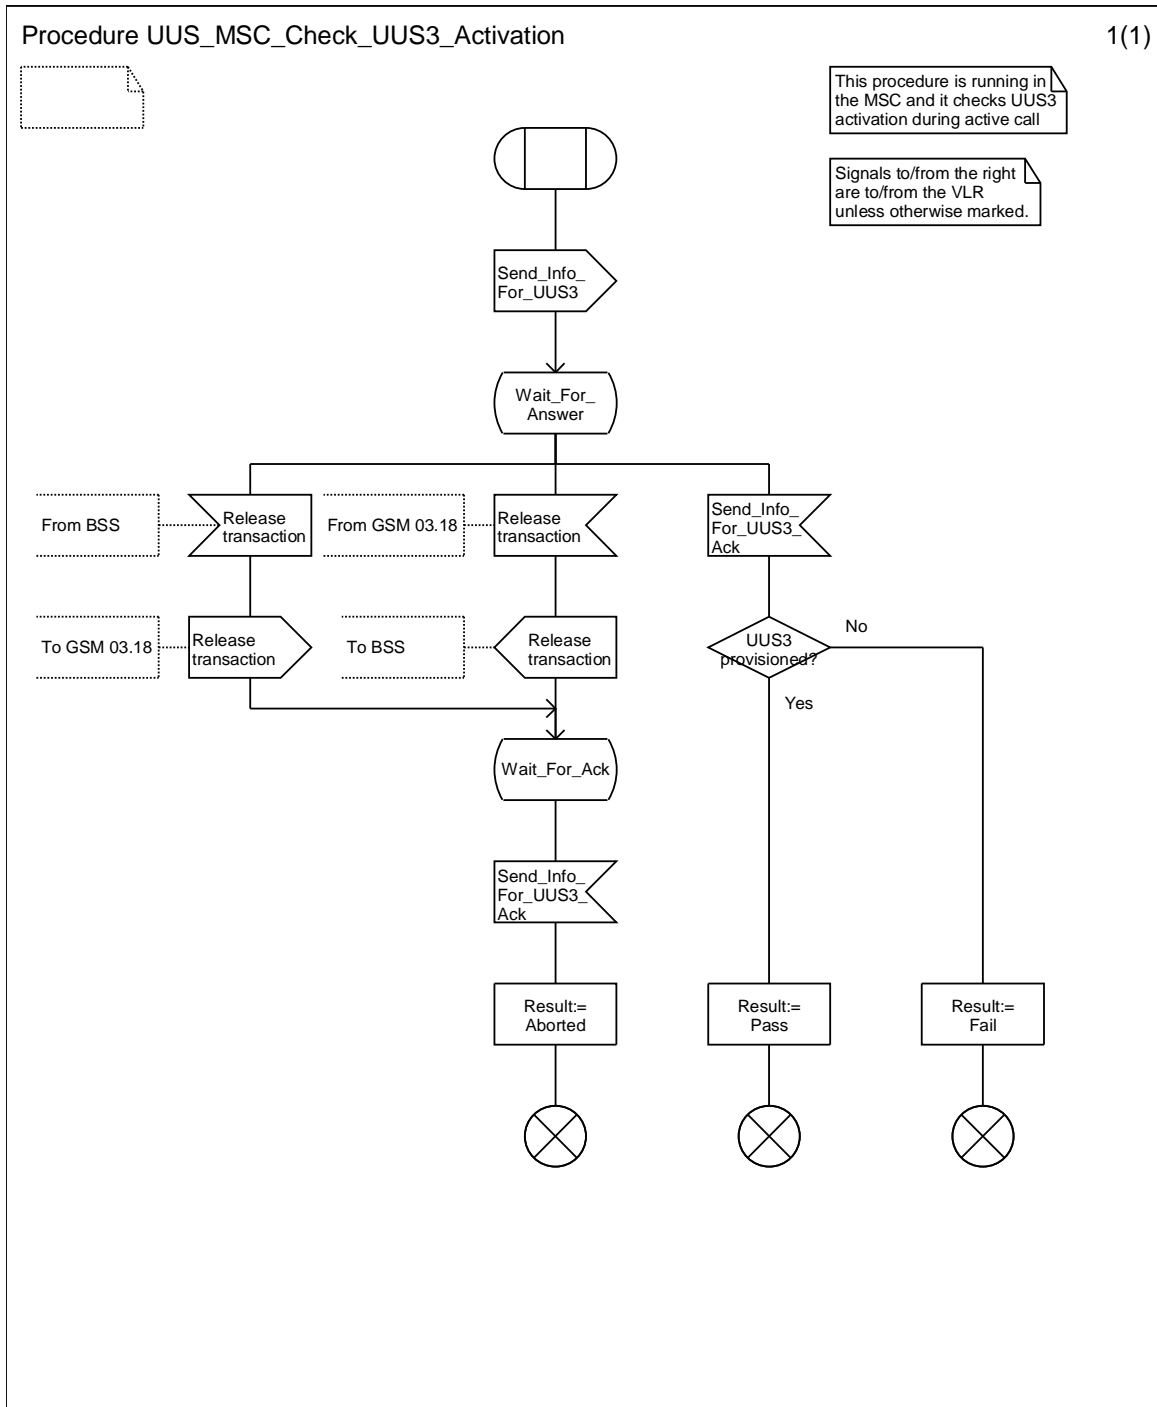 Procedure UUS_MSC_Check_UUS3_Activation
1(1)
This procedure is running in
the MSC and it checks UUS3
activation during active call
Signals to/from the right
are to/from the VLR
unless otherwise marked.
Send_Info_
For_UUS3
Wait_For_
Answer
From BSS
Release
transaction
From GSM 03.18
Release
transaction
Send_Info_
For_UUS3_
Ack
To GSM 03.18
Release
transaction
To BSS
Release
transaction
UUS3
provisioned?
No
Yes
Wait_For_Ack
Send_Info_
For_UUS3_
Ack
Result:=
Aborted
Result:=
Pass
Result:=
Fail